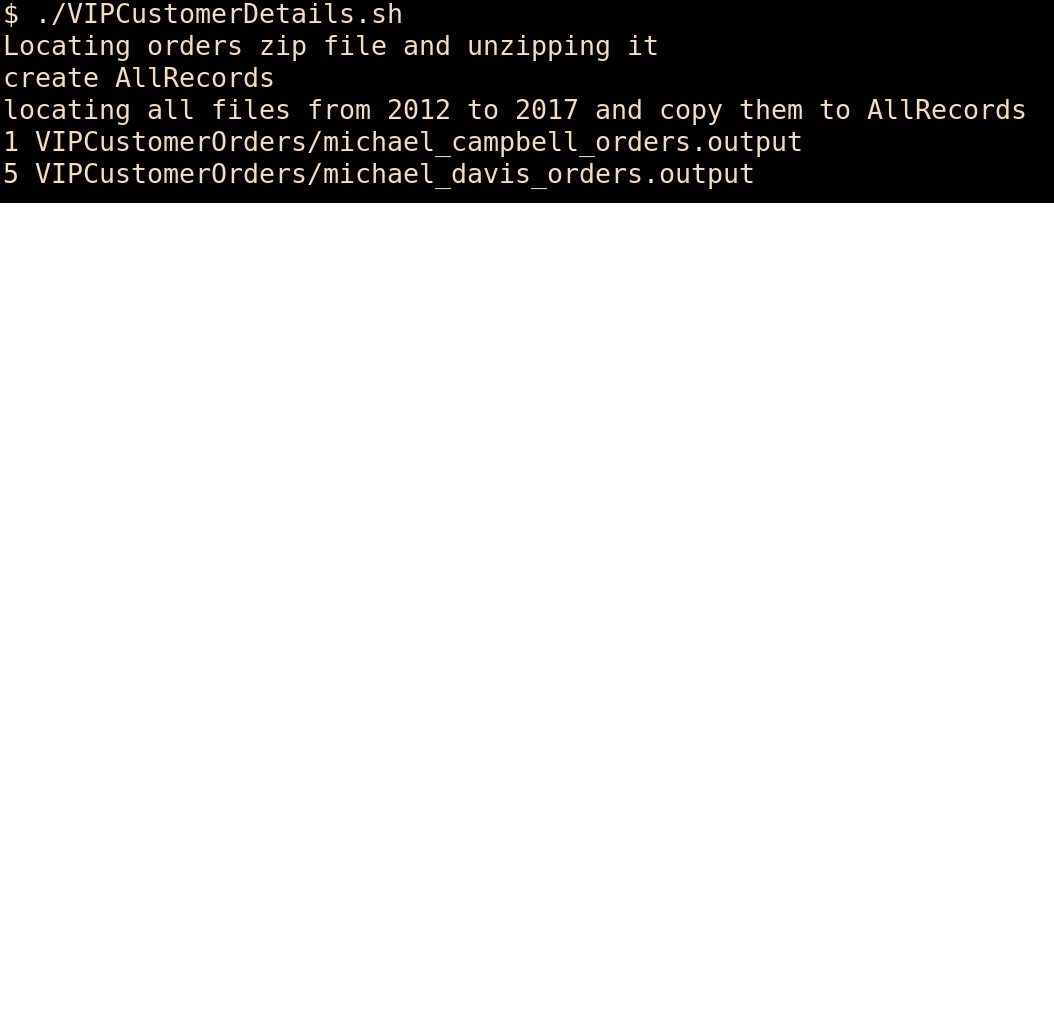 $ ./VIPCustomerDetails.sh
Locating orders zip file and unzipping it
create AllRecords
locating all files from 2012 to 2017 and copy them to AllRecords
1 VIPCustomerOrders/michael_campbell_orders.output
5 VIPCustomerOrders/michael_davis_orders.output